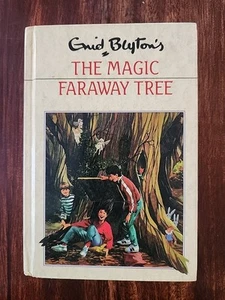 Enid Blyton's
THE MAGIC
FARAWAY TREE